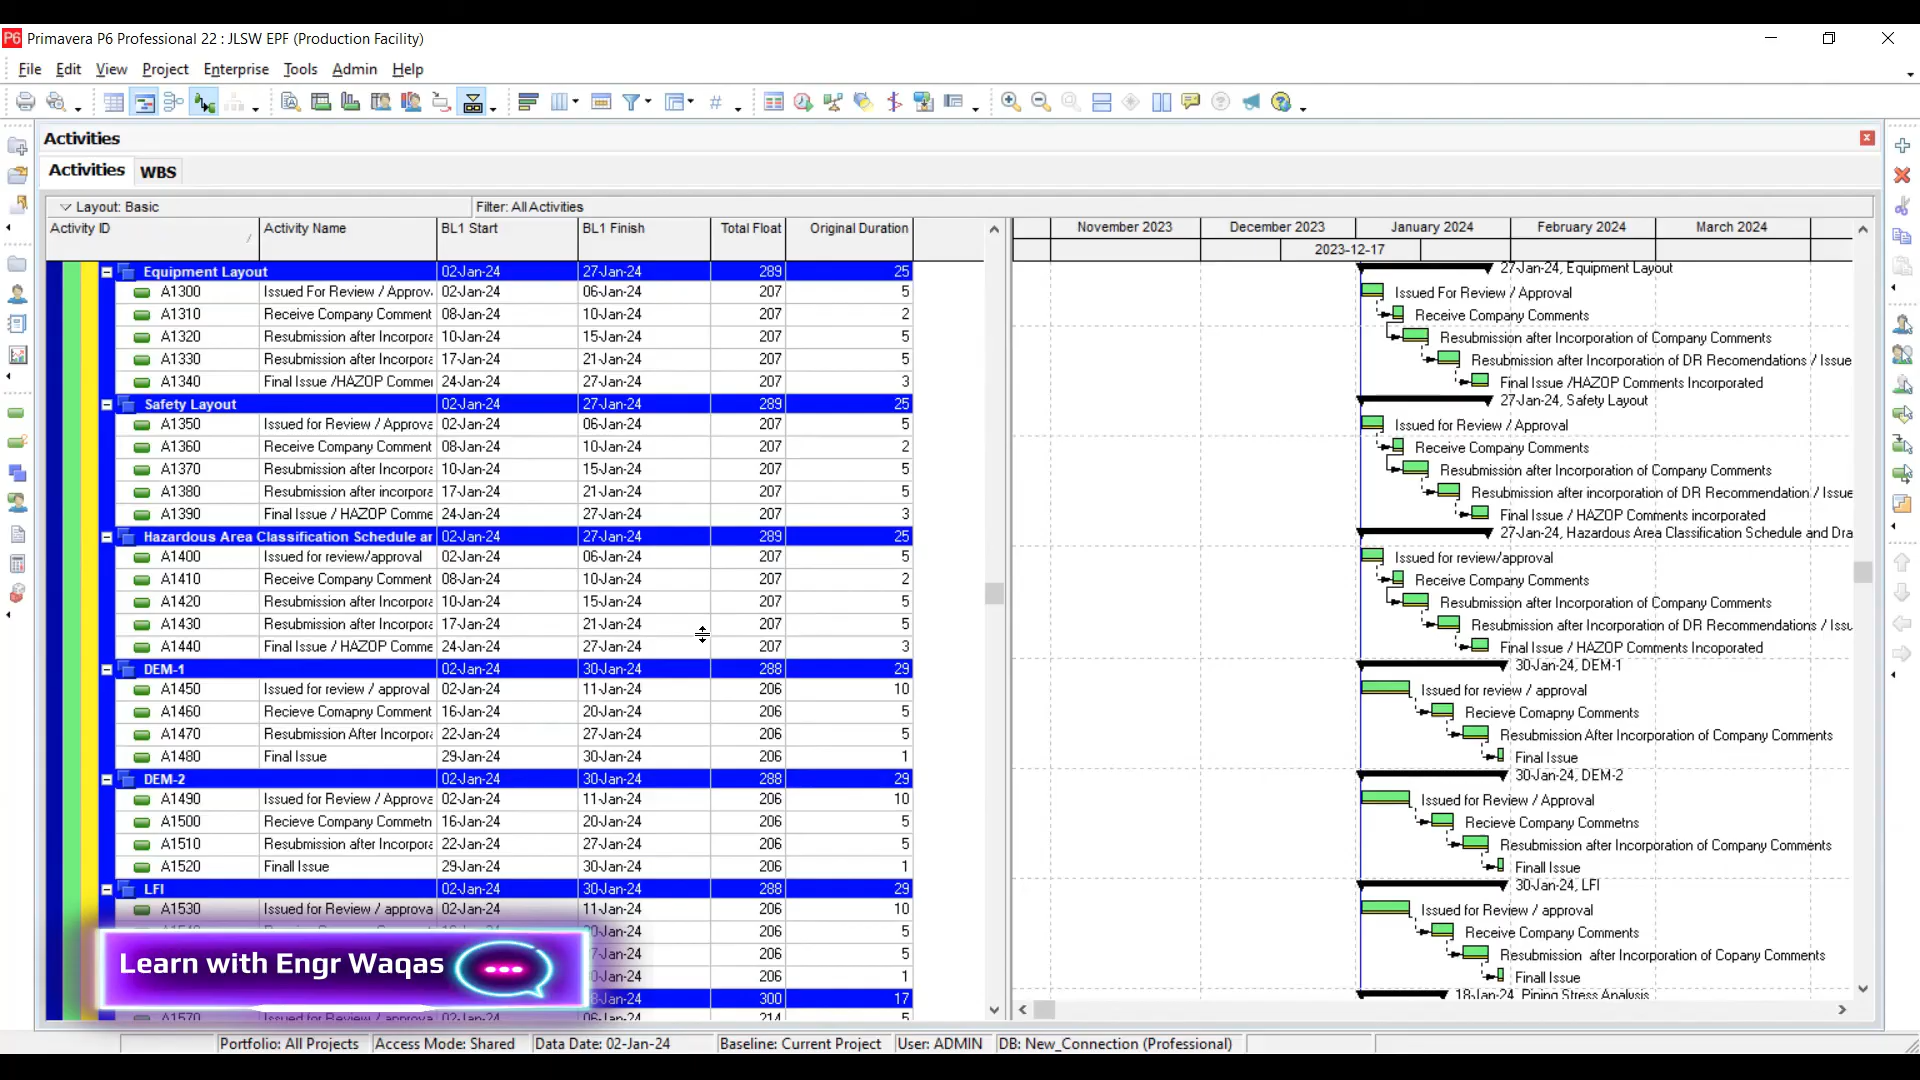 P6 Primavera P6 Professional 22 : JLSW EPF (Production Facility)
File Edit View Project Enterprise Tools Admin Help
Activities
Activities WBS
Layout: Basic Filter: All Activities
Activity ID Activity Name BL1 Start BL1 Finish Total Float Original Duration
November 2023 December 2023 January 2024 February 2024 March 2024
2023-12-17
Equipment Layout 02-Jan-24 27-Jan-24 289 25 27-Jan-24, Equipment Layout
A1300 Issued For Review / Approv 02-Jan-24 06-Jan-24 207 5 Issued For Review / Approval
A1310 Receive Company Comment 08-Jan-24 10-Jan-24 207 2 Receive Company Comments
A1320 Resubmission after Incorpora 10-Jan-24 15-Jan-24 207 5 Resubmission after Incorporation of Company Comments
A1330 Resubmission after Incorpora 17-Jan-24 21-Jan-24 207 5 Resubmission after Incorporation of DR Recomendations / Issue
A1340 Final Issue /HAZOP Commer 24-Jan-24 27-Jan-24 207 3 Final Issue /HAZOP Comments Incorporated
Safety Layout 02-Jan-24 27-Jan-24 289 25 27-Jan-24, Safety Layout
A1350 Issued for Review / Approva 02-Jan-24 06-Jan-24 207 5 Issued for Review / Approval
A1360 Receive Company Comment 08-Jan-24 10-Jan-24 207 2 Receive Company Comments
A1370 Resubmission after Incorpora 10-Jan-24 15-Jan-24 207 5 Resubmission after Incorporation of Company Comments
A1380 Resubmission after incorpora 17-Jan-24 21-Jan-24 207 5 Resubmission after incorporation of DR Recommendation / Issue
A1390 Final Issue / HAZOP Comme 24-Jan-24 27-Jan-24 207 3 Final Issue / HAZOP Comments incorporated
Hazardous Area Classification Schedule ar 02-Jan-24 27-Jan-24 289 25 27-Jan-24, Hazardous Area Classification Schedule and Dra
A1400 Issued for review/approval 02-Jan-24 06-Jan-24 207 5 Issued for review/approval
A1410 Receive Company Comment 08-Jan-24 10-Jan-24 207 2 Receive Company Comments
A1420 Resubmission after Incorpora 10-Jan-24 15-Jan-24 207 5 Resubmission after Incorporation of Company Comments
A1430 Resubmission after Incorpora 17-Jan-24 21-Jan-24 207 5 Resubmission after Incorporation of DR Recommendations / Issu
A1440 Final Issue / HAZOP Comme 24-Jan-24 27-Jan-24 207 3 Final Issue / HAZOP Comments Incoporated
DEM-1 02-Jan-24 30-Jan-24 288 29 30-Jan-24, DEM-1
A1450 Issued for review / approval 02-Jan-24 11-Jan-24 206 10 Issued for review / approval
A1460 Recieve Comapny Comment 16-Jan-24 20-Jan-24 206 5 Recieve Comapny Comments
A1470 Resubmission After Incorpora 22-Jan-24 27-Jan-24 206 5 Resubmission After Incorporation of Company Comments
A1480 Final Issue 29-Jan-24 30-Jan-24 206 1 Final Issue
DEM-2 02-Jan-24 30-Jan-24 288 29 30-Jan-24, DEM-2
A1490 Issued for Review / Approva 02-Jan-24 11-Jan-24 206 10 Issued for Review / Approval
A1500 Recieve Company Commetn 16-Jan-24 20-Jan-24 206 5 Recieve Company Commetns
A1510 Resubmission after Incorpora 22-Jan-24 27-Jan-24 206 5 Resubmission after Incorporation of Company Comments
A1520 Finall Issue 29-Jan-24 30-Jan-24 206 1 Finall Issue
LFI 02-Jan-24 30-Jan-24 288 29 30-Jan-24, LFI
A1530 Issued for Review / approva 02-Jan-24 11-Jan-24 206 10 Issued for Review / approval
206 5 Receive Company Comments
206 5 Resubmission after Incorporation of Copany Comments
206 1 Finall Issue
300 17 18-Jan-24, Piping Stress Analysis
A1570 Issued for Review / approva 02-Jan-24 06-Jan-24 214 5
Learn with Engr Waqas
Portfolio: All Projects Access Mode: Shared Data Date: 02-Jan-24 Baseline: Current Project User: ADMIN DB: New_Connection (Professional)